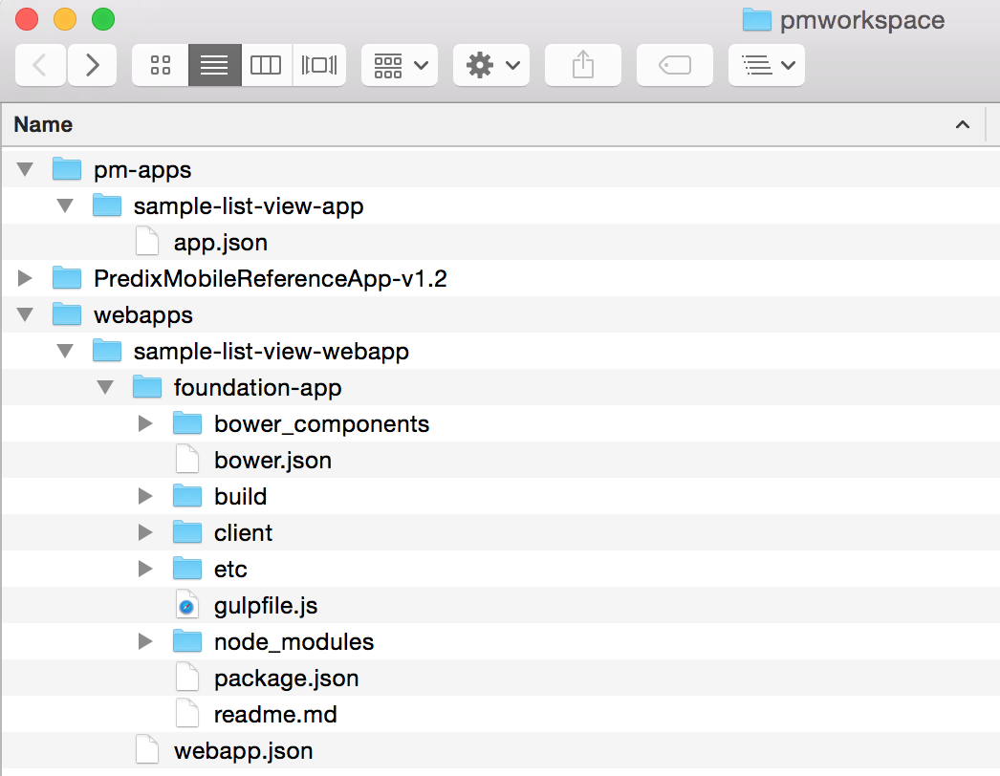 pmworkspace
Name
pm-apps
sample-list-view-app
app.json
PredixMobileReferenceApp-v1.2
webapps
sample-list-view-webapp
foundation-app
bower_components
bower.json
build
client
etc
gulpfile.js
node_modules
package.json
readme.md
webapp.json